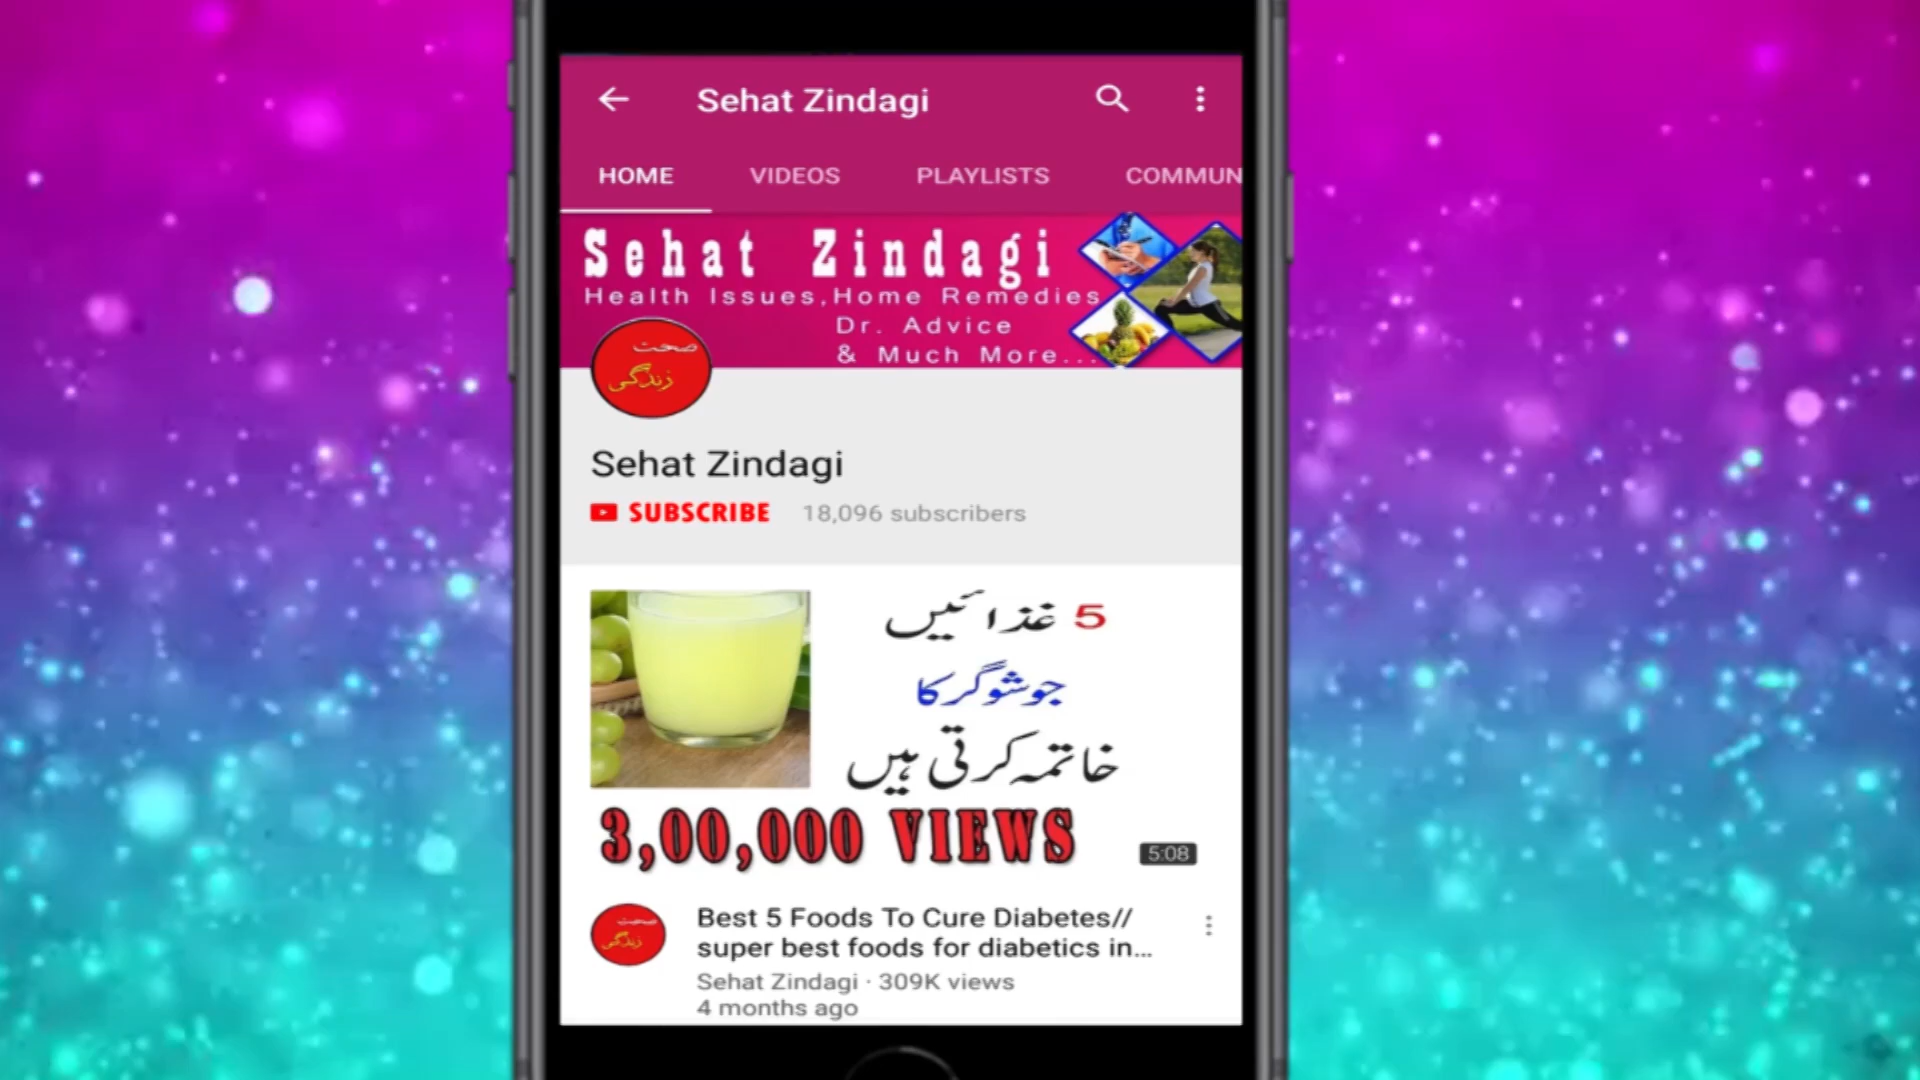 Sehat Zindagi
HOME VIDEOS PLAYLISTS COMMUN
Sehat Zindagi
Health Issues,Home Remedies
Dr. Advice
& Much More...
صحت
زندگی
Sehat Zindagi
SUBSCRIBE 18,096 subscribers
5 غذائیں
جوشوگرکا
خاتمہ کرتی ہیں
3,00,000 VIEWS
5:08
صحت
زندگی
Best 5 Foods To Cure Diabetes//
super best foods for diabetics in...
Sehat Zindagi · 309K views
4 months ago